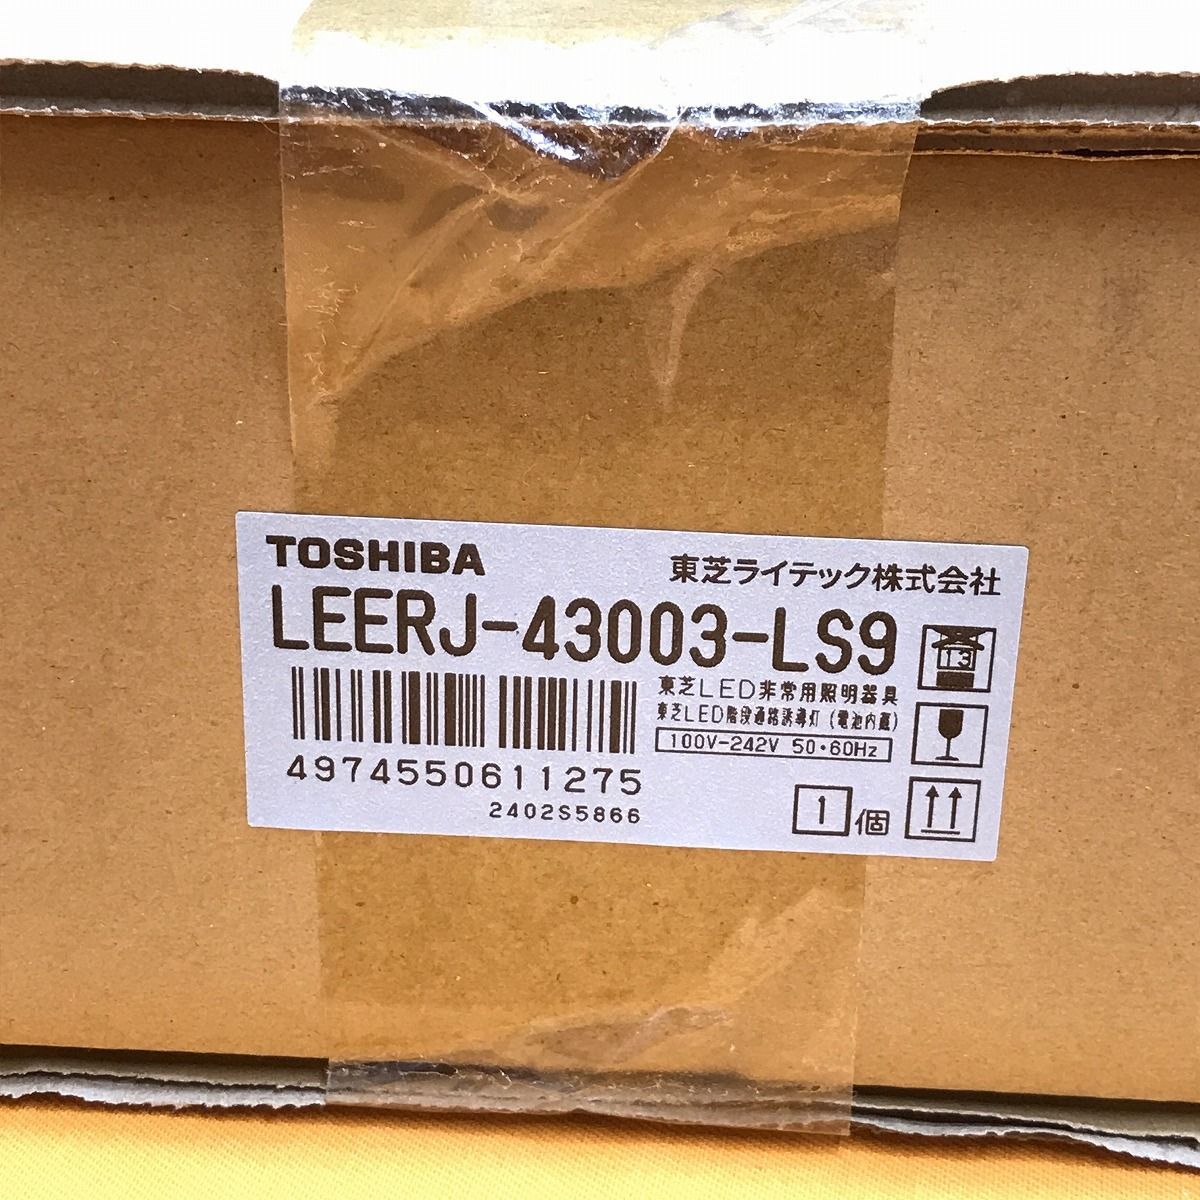 TOSHIBA
東芝ライテック株式会社
LEERJ-43003-LS9
13
東芝LED非常用照明器具
東芝LED階段通路誘導灯(電池内蔵)
100V-242V 50・60Hz
4974550611275
2402S5866
1個